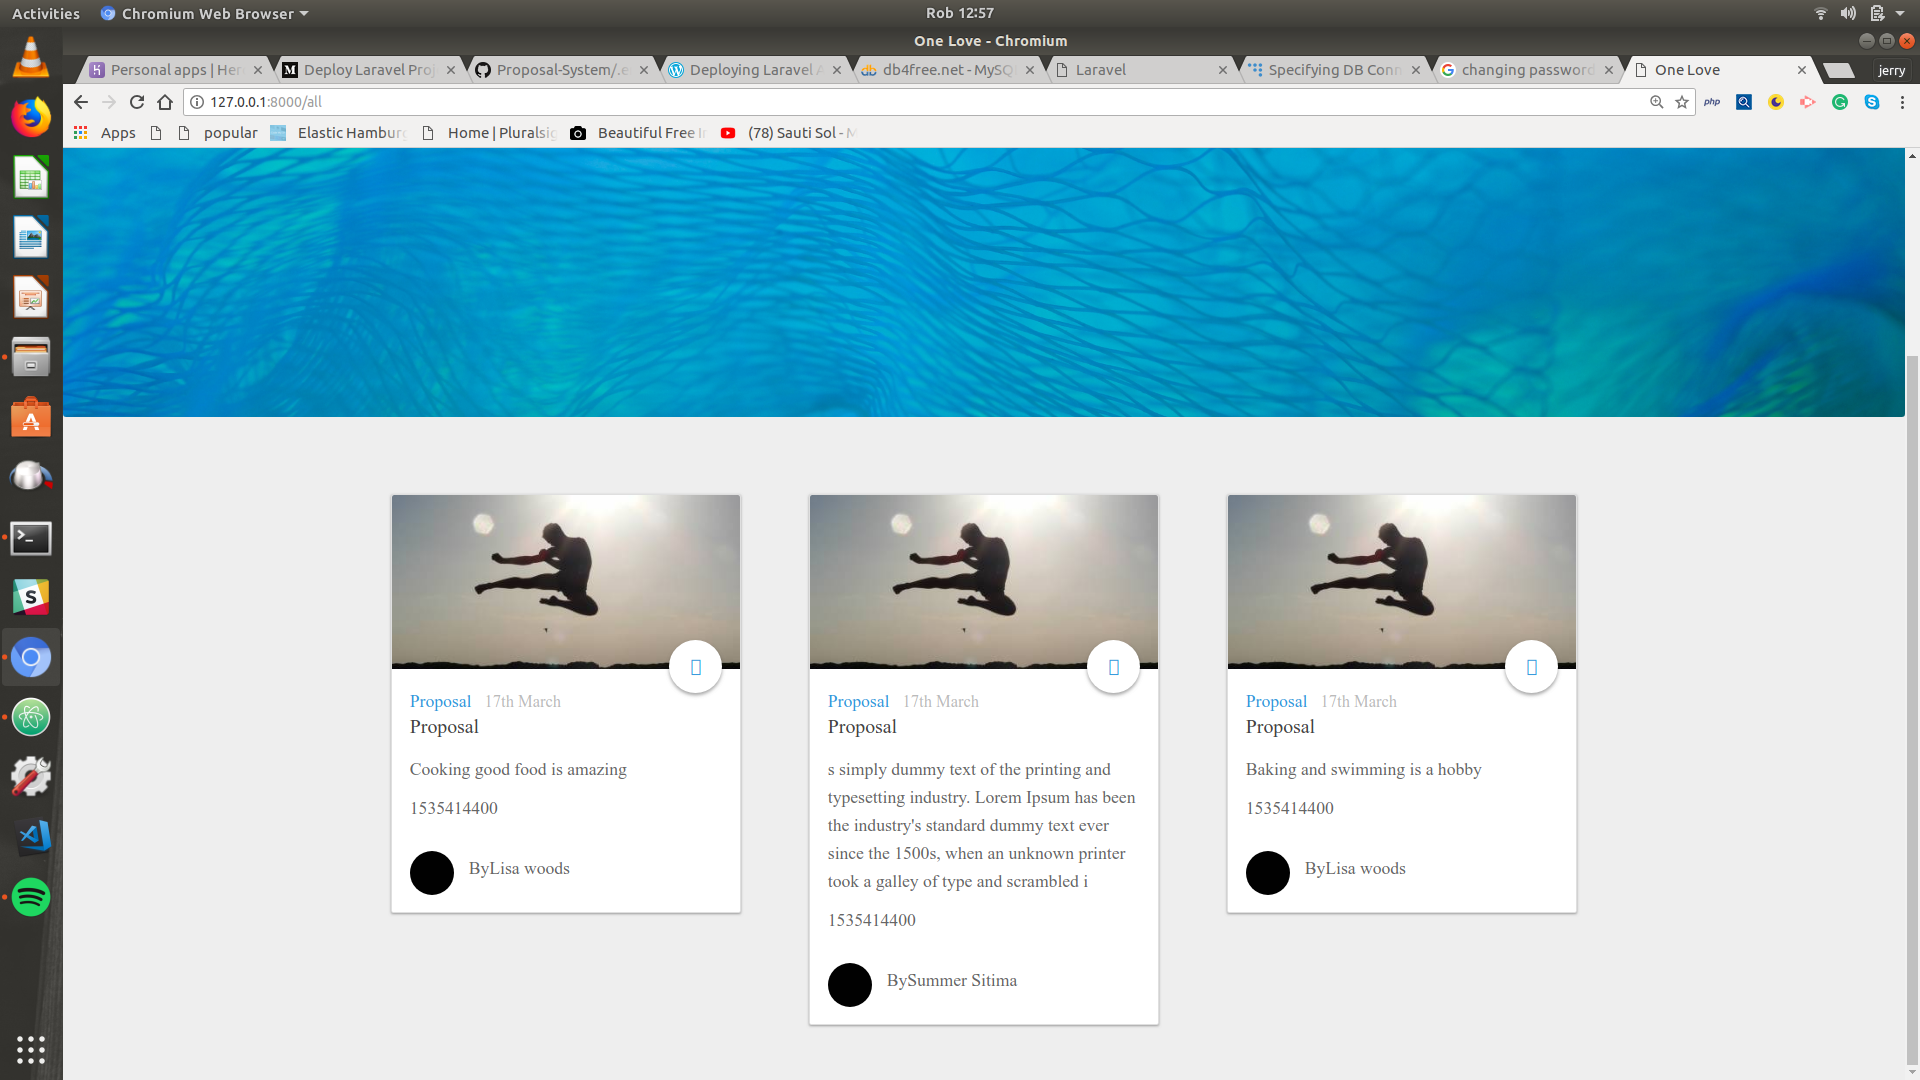 Activities
Chromium Web Browser
Rob 12:57
One Love - Chromium
Personal apps | Her
Deploy Laravel Proj
Proposal-System/.e
Deploying Laravel A
db4free.net - MySQL
Laravel
Specifying DB Conn
changing password
One Love
jerry
127.0.0.1:8000/all
php
Apps
popular
Elastic Hamburg
Home | Pluralsig
Beautiful Free I
(78) Sauti Sol - M
Proposal 17th March
Proposal
Cooking good food is amazing
1535414400
ByLisa woods
Proposal 17th March
Proposal
s simply dummy text of the printing and
typesetting industry. Lorem Ipsum has been
the industry's standard dummy text ever
since the 1500s, when an unknown printer
took a galley of type and scrambled i
1535414400
BySummer Sitima
Proposal 17th March
Proposal
Baking and swimming is a hobby
1535414400
ByLisa woods